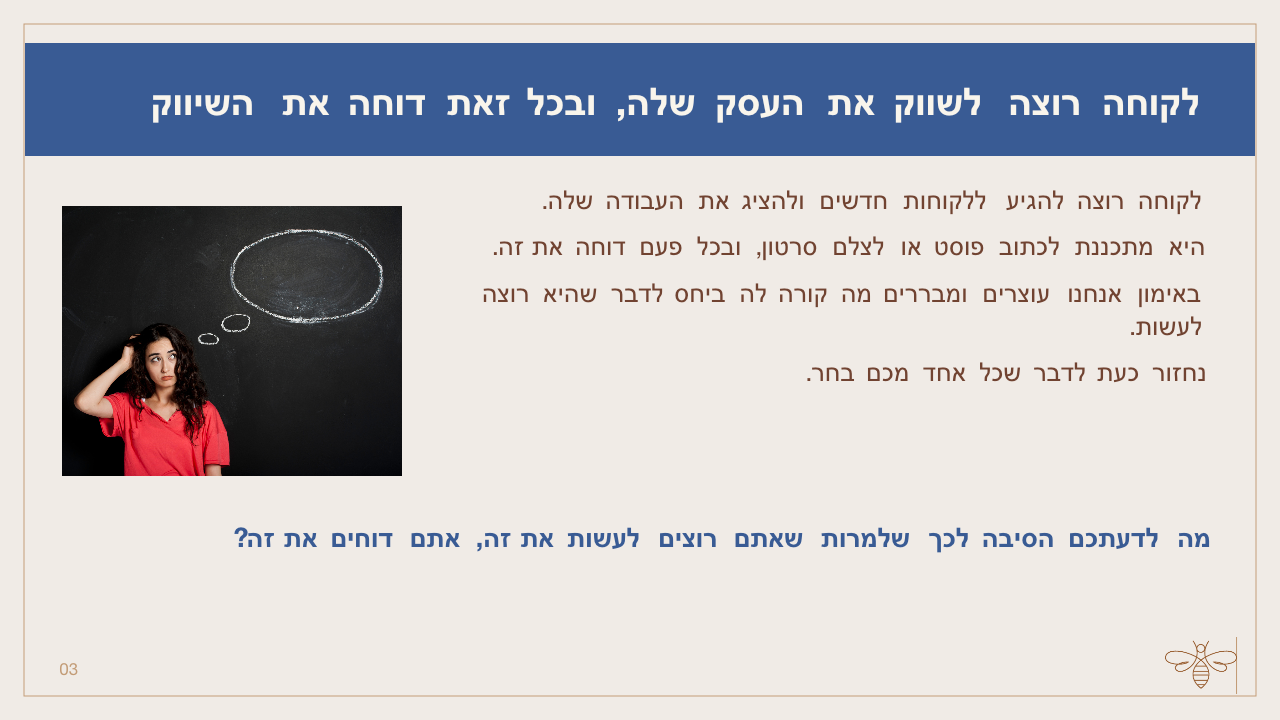 לקוחה רוצה לשווק את העסק שלה, ובכל זאת דוחה את השיווק
לקוחה רוצה להגיע ללקוחות חדשים ולהציג את העבודה שלה.
היא מתכננת לכתוב פוסט או לצלם סרטון, ובכל פעם דוחה את זה.
באימון אנחנו עוצרים ומבררים מה קורה לה ביחס לדבר שהיא רוצה
לעשות.
נחזור כעת לדבר שכל אחד מכם בחר.
מה לדעתכם הסיבה לכך שלמרות שאתם רוצים לעשות את זה, אתם דוחים את זה?
03